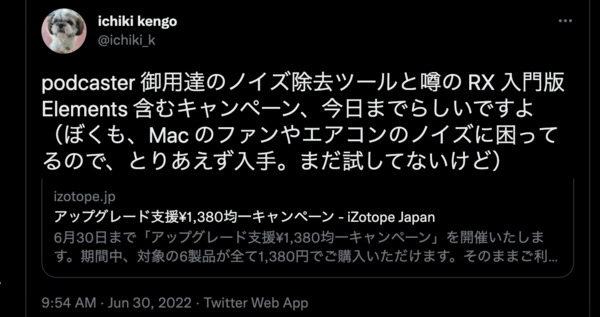 ichiki kengo
@ichiki_k
podcaster 御用達のノイズ除去ツールと噂の RX 入門版
Elements 含むキャンペーン、今日までらしいですよ
（ぼくも、Mac のファンやエアコンのノイズに困って
るので、とりあえず入手。まだ試してないけど）
izotope.jp
アップグレード支援¥1,380均一キャンペーン - iZotope Japan
6月30日まで「アップグレード支援¥1,380均一キャンペーン」を開催いたしま
す。期間中、対象の6製品が全て1,380円でご購入いただけます。そのままご利...
9:54 AM · Jun 30, 2022 · Twitter Web App